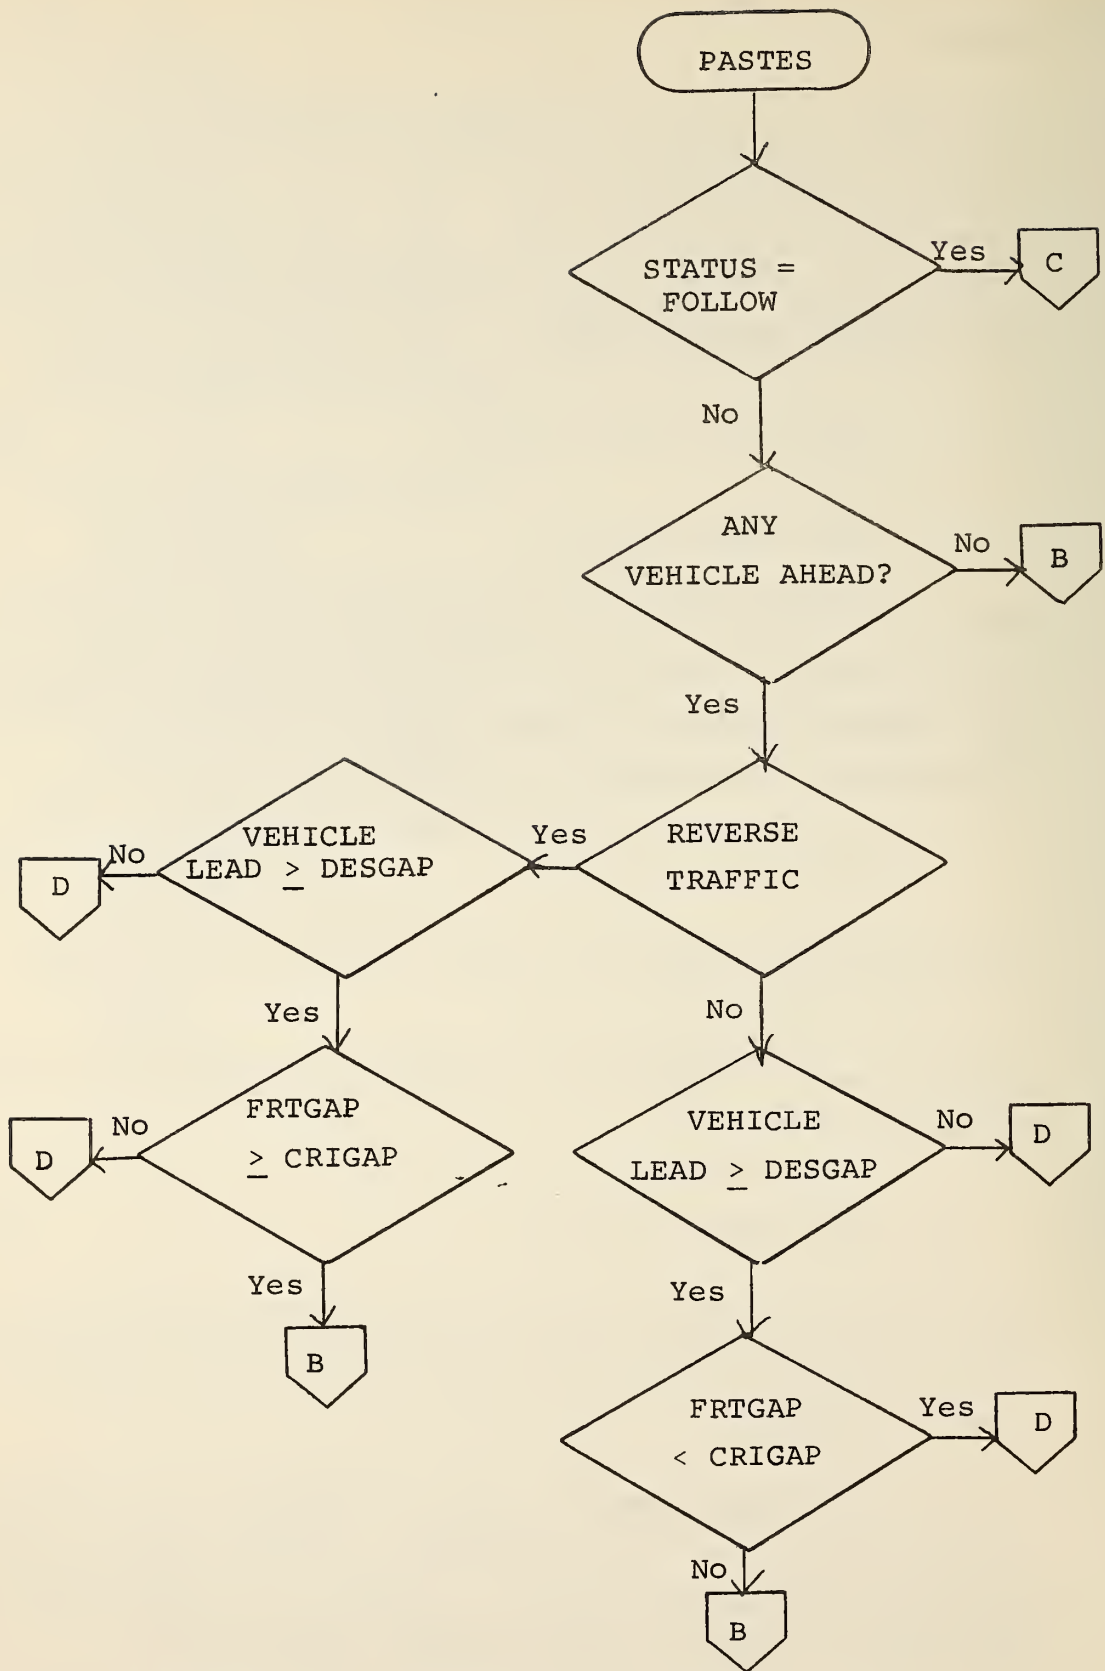 PASTES
STATUS =
FOLLOW
Yes
C
No
ANY
VEHICLE AHEAD?
No
B
Yes
REVERSE
TRAFFIC
Yes
VEHICLE
LEAD ≥ DESGAP
No
D
Yes
FRTGAP
≥ CRIGAP
No
D
Yes
B
No
VEHICLE
LEAD ≥ DESGAP
No
D
Yes
FRTGAP
< CRIGAP
Yes
D
No
B